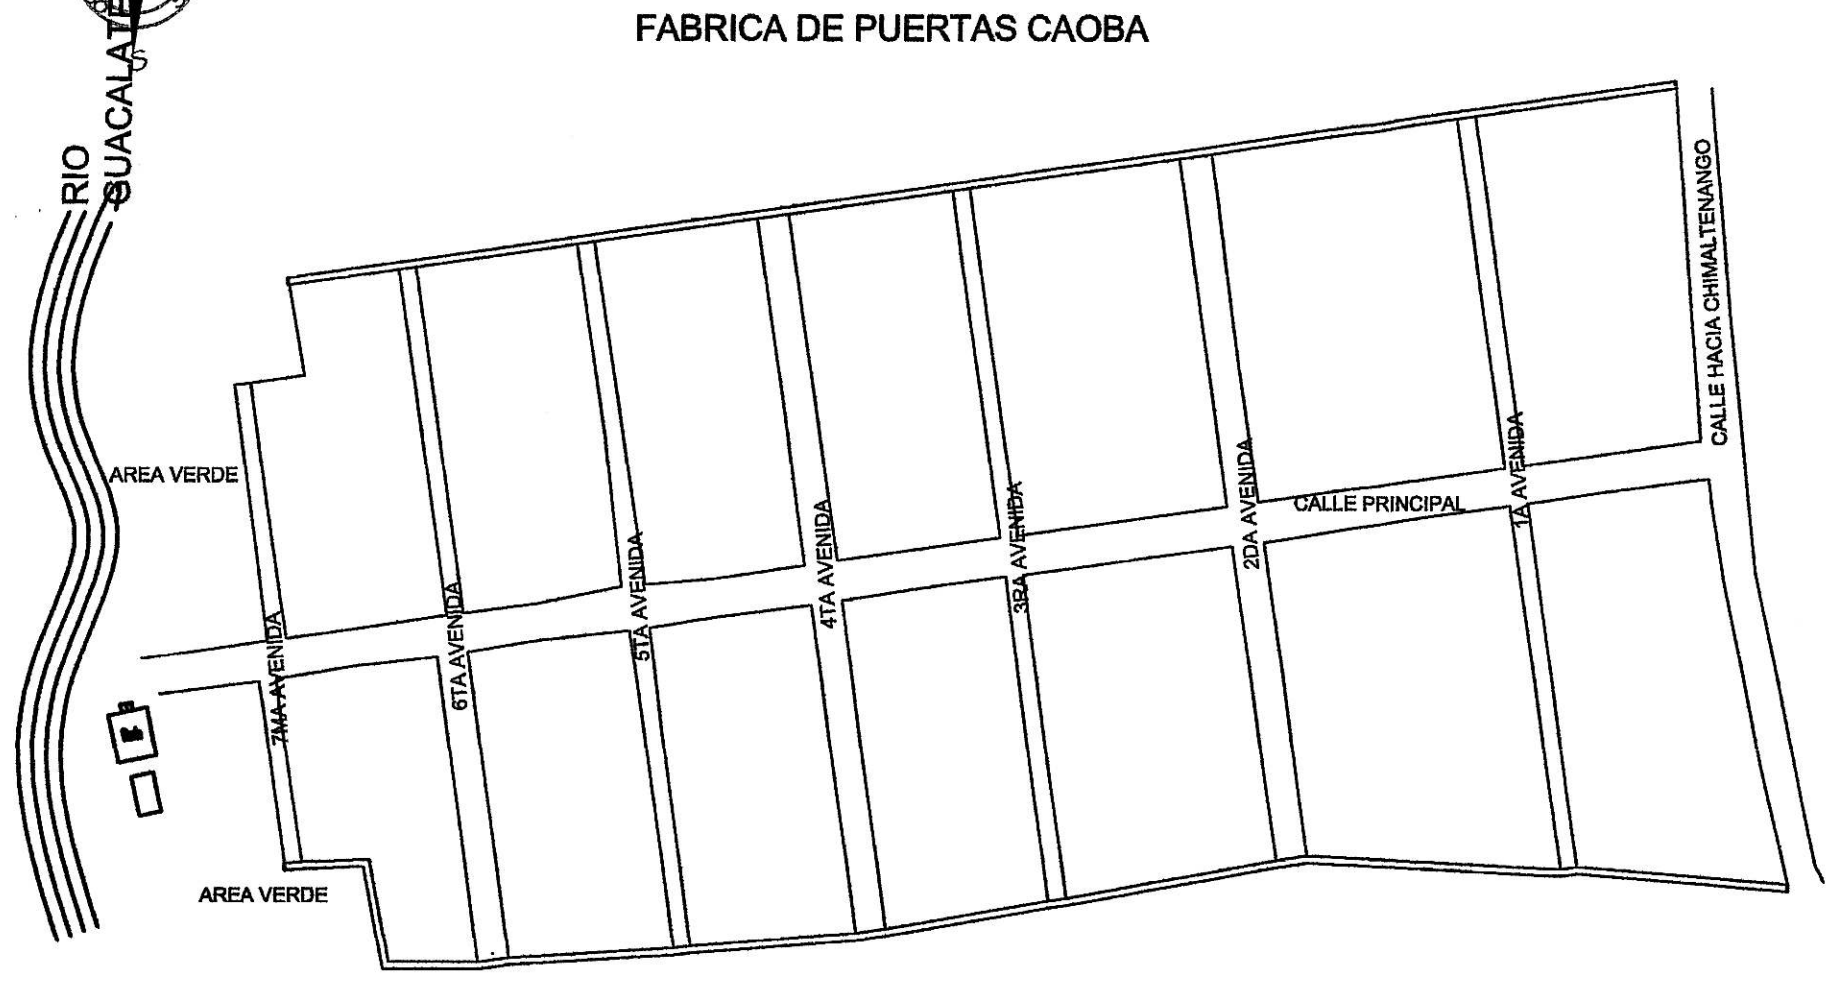 FABRICA DE PUERTAS CAOBA
S
RIO
GUACALATE
CALLE HACIA CHIMALTENANGO
AREA VERDE
CALLE PRINCIPAL
1A AVENIDA
2DA AVENIDA
3RA AVENIDA
4TA AVENIDA
5TA AVENIDA
6TA AVENIDA
7MA AVENIDA
AREA VERDE